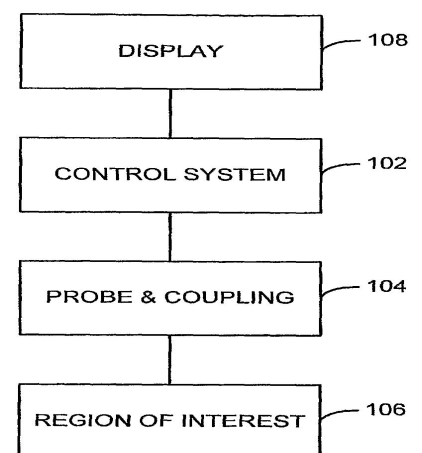 DISPLAY 108
CONTROL SYSTEM 102
PROBE & COUPLING 104
REGION OF INTEREST 106